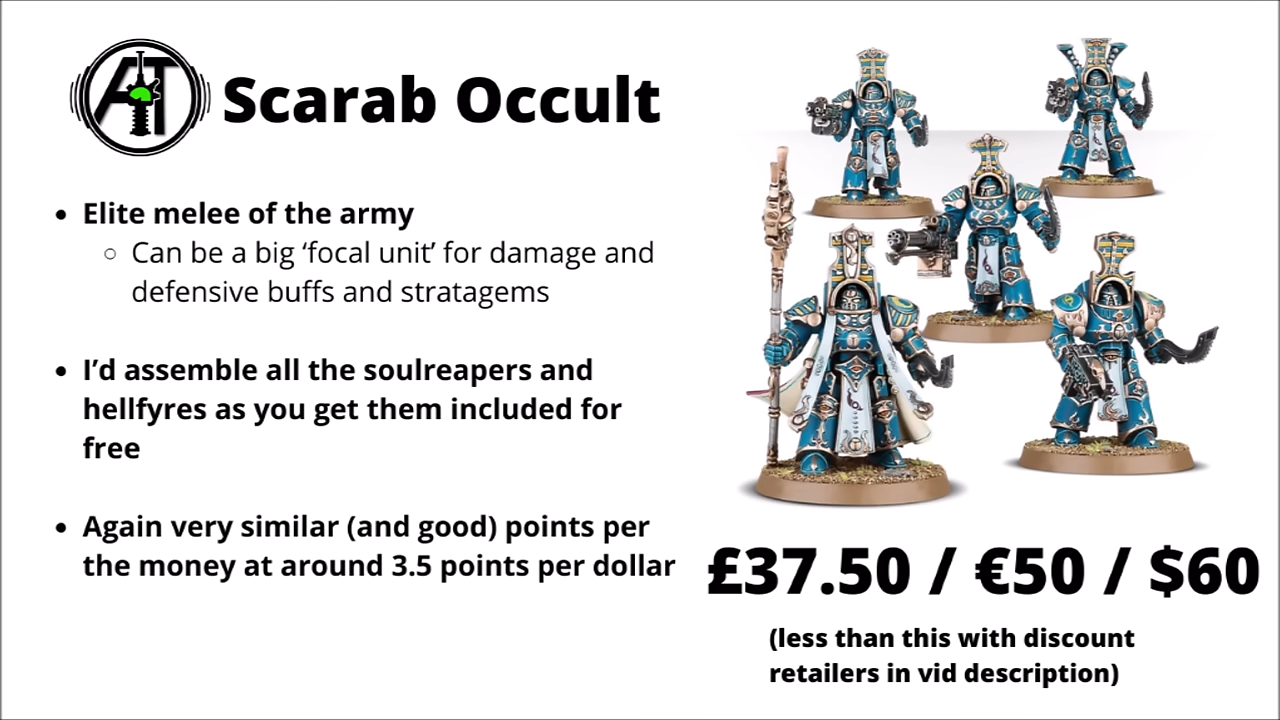 AT
Scarab Occult
• Elite melee of the army
○ Can be a big ‘focal unit’ for damage and
defensive buffs and stratagems
• I’d assemble all the soulreapers and
hellfyres as you get them included for
free
• Again very similar (and good) points per
the money at around 3.5 points per dollar
£37.50 / €50 / $60
(less than this with discount
retailers in vid description)